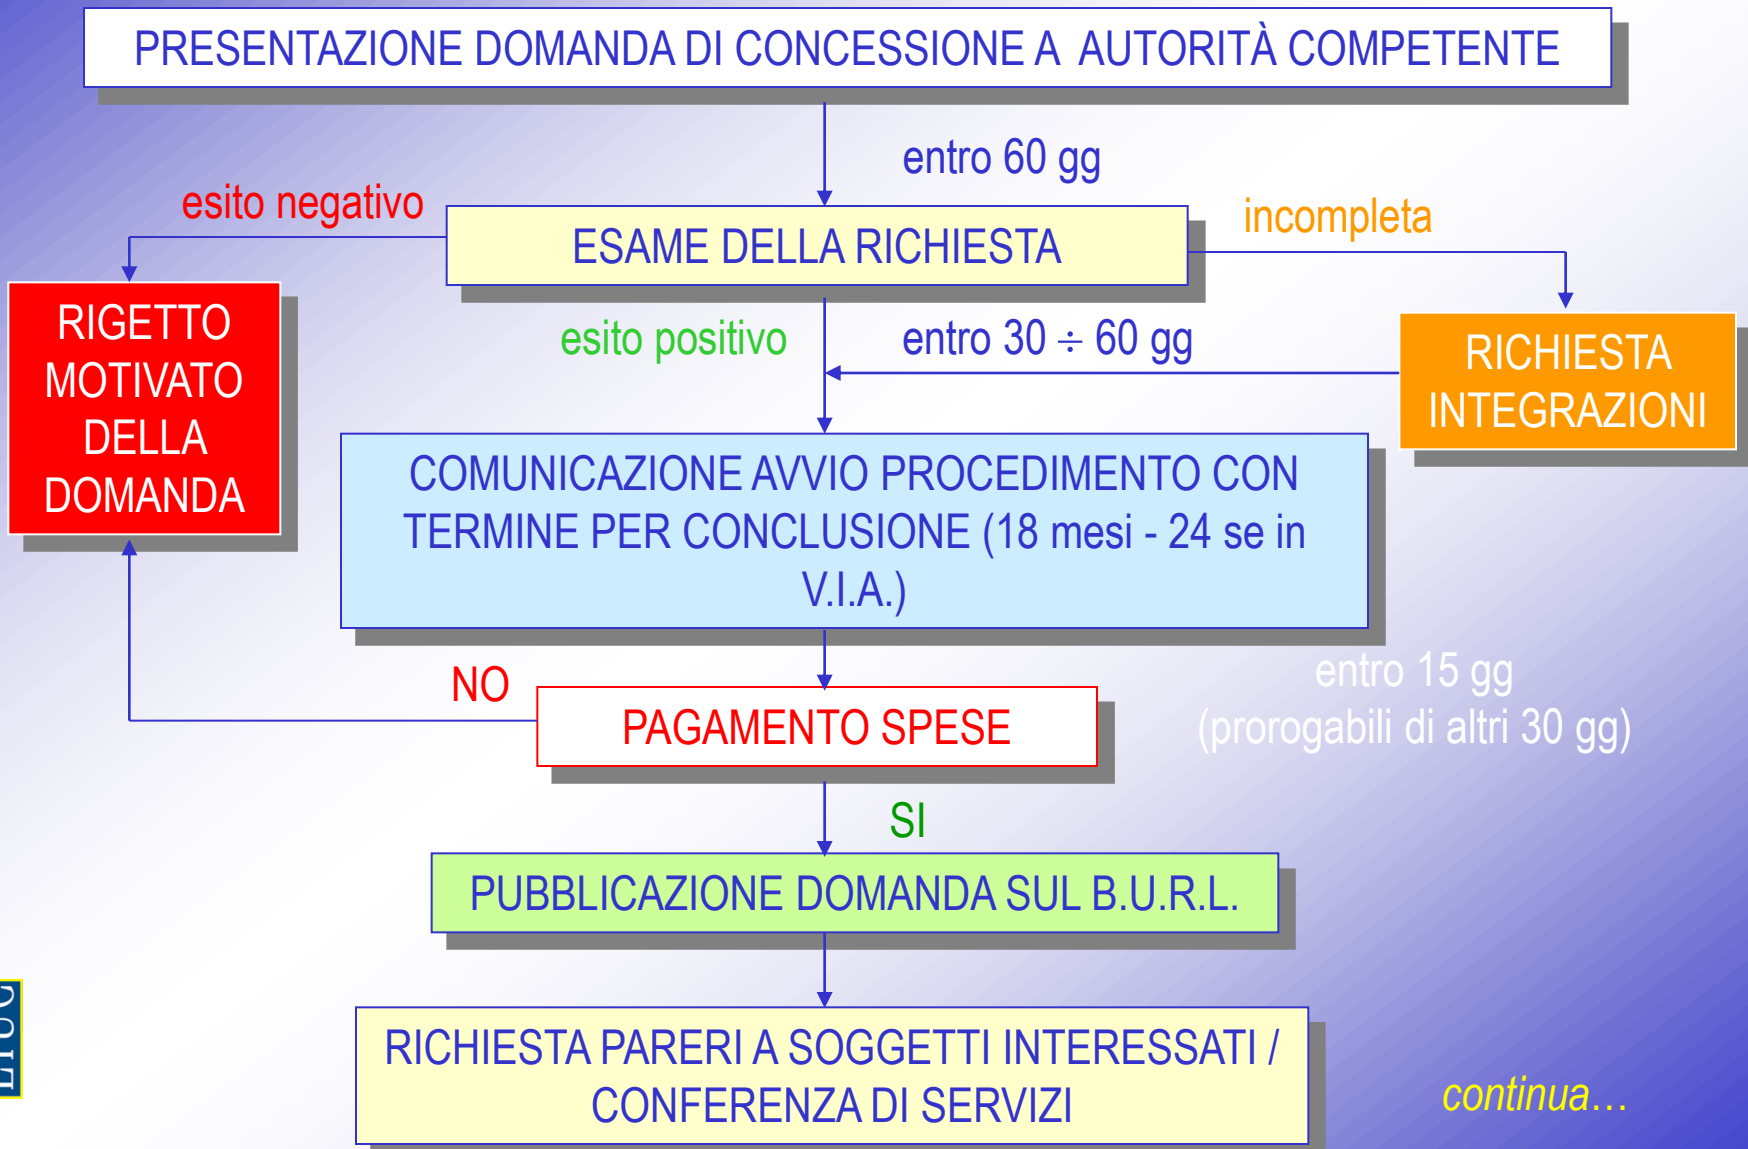 PRESENTAZIONE DOMANDA DI CONCESSIONE A AUTORITÀ COMPETENTE
entro 60 gg
esito negativo
incompleta
ESAME DELLA RICHIESTA
RIGETTO
MOTIVATO
DELLA
DOMANDA
esito positivo
entro 30 ÷ 60 gg
RICHIESTA
INTEGRAZIONI
COMUNICAZIONE AVVIO PROCEDIMENTO CON
TERMINE PER CONCLUSIONE (18 mesi - 24 se in
V.I.A.)
NO
PAGAMENTO SPESE
entro 15 gg
(prorogabili di altri 30 gg)
SI
PUBBLICAZIONE DOMANDA SUL B.U.R.L.
RICHIESTA PARERI A SOGGETTI INTERESSATI /
CONFERENZA DI SERVIZI
continua…